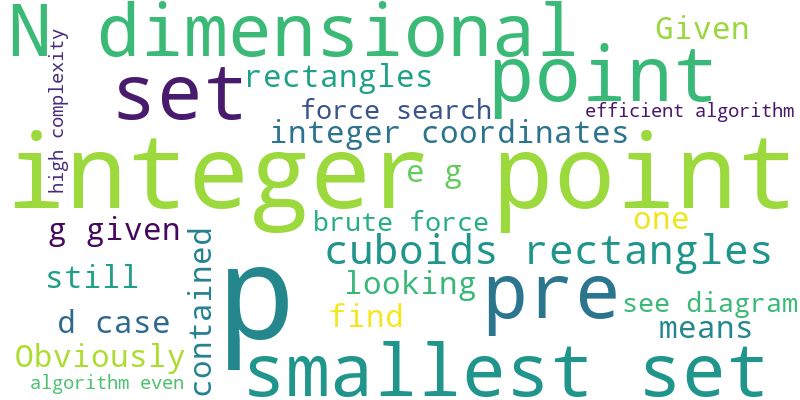 N dimensional
Given
high complexity
set
rectangles
point
force search
efficient algorithm
integer coordinates
integer point
e g
g given
brute force
one
contained
p
cuboids rectangles
still
looking
pre
see diagram
d case
find
means
Obviously
smallest set
algorithm even